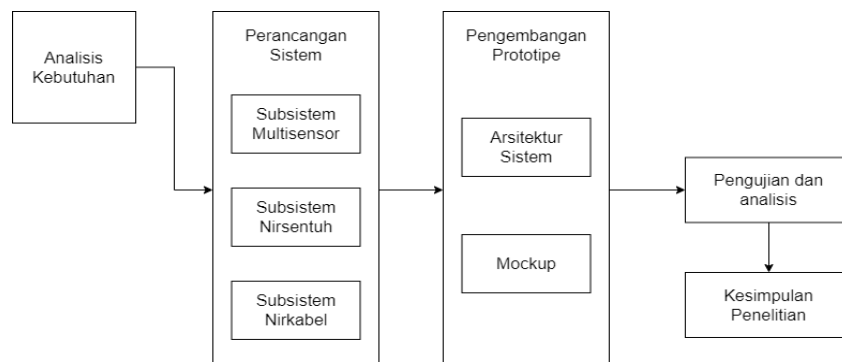 Analisis
Kebutuhan
Perancangan
Sistem
Subsistem
Multisensor
Subsistem
Nirsentuh
Subsistem
Nirkabel
Pengembangan
Prototipe
Arsitektur
Sistem
Mockup
Pengujian dan
analisis
Kesimpulan
Penelitian